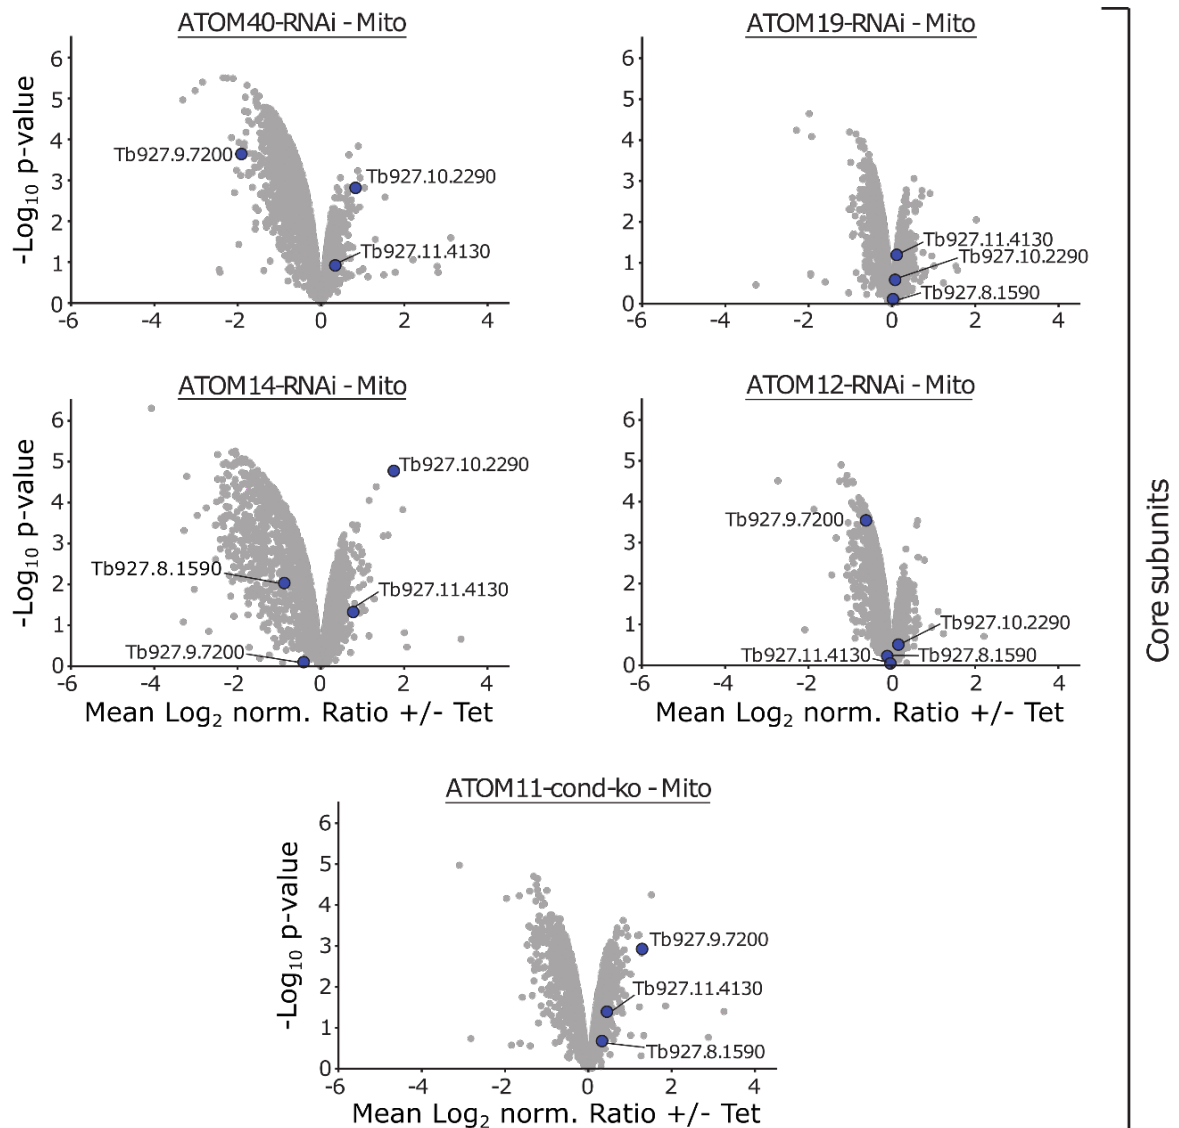 ATOM40-RNAi - Mito
-Log10 p-value
6
5
4
3
2
1
0
-6
-4
-2
0
2
4
Tb927.9.7200
Tb927.10.2290
Tb927.11.4130
ATOM19-RNAi - Mito
6
5
4
3
2
1
0
-6
-4
-2
0
2
4
Tb927.11.4130
Tb927.10.2290
Tb927.8.1590
ATOM14-RNAi - Mito
-Log10 p-value
6
5
4
3
2
1
0
-6
-4
-2
0
2
4
Tb927.10.2290
Tb927.8.1590
Tb927.11.4130
Tb927.9.7200
Mean Log2 norm. Ratio +/- Tet
ATOM12-RNAi - Mito
6
5
4
3
2
1
0
-6
-4
-2
0
2
4
Tb927.9.7200
Tb927.10.2290
Tb927.11.4130
Tb927.8.1590
Mean Log2 norm. Ratio +/- Tet
ATOM11-cond-ko - Mito
-Log10 p-value
6
5
4
3
2
1
0
-6
-4
-2
0
2
4
Tb927.9.7200
Tb927.11.4130
Tb927.8.1590
Mean Log2 norm. Ratio +/- Tet
Core subunits